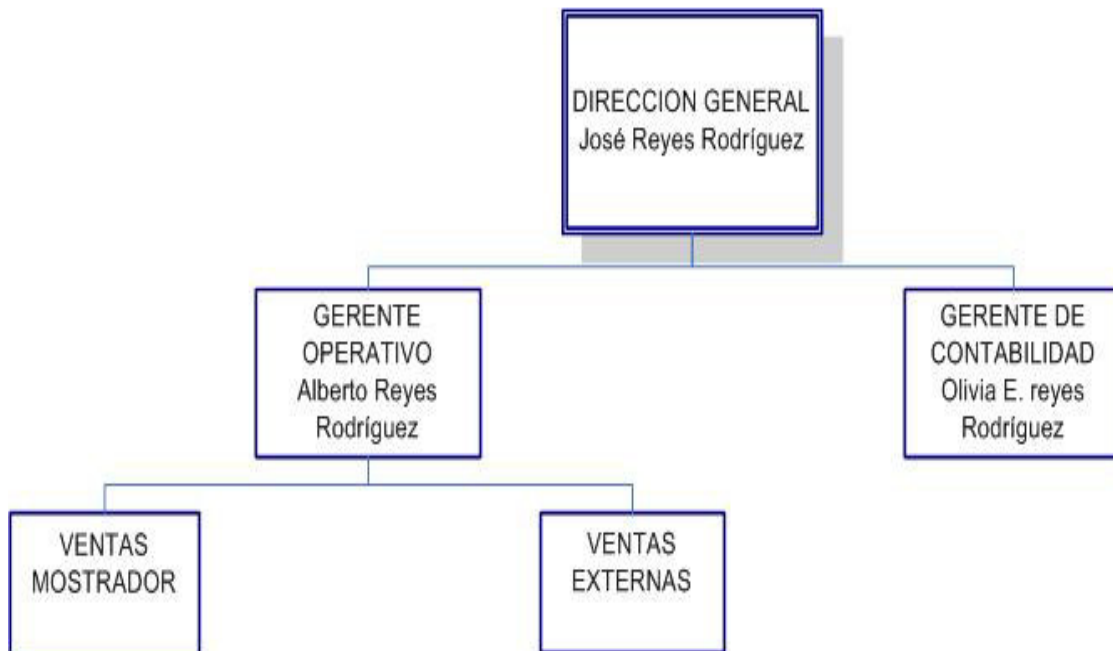 DIRECCION GENERAL
José Reyes Rodríguez
GERENTE
OPERATIVO
Alberto Reyes
Rodríguez
GERENTE DE
CONTABILIDAD
Olivia E. reyes
Rodríguez
VENTAS
MOSTRADOR
VENTAS
EXTERNAS